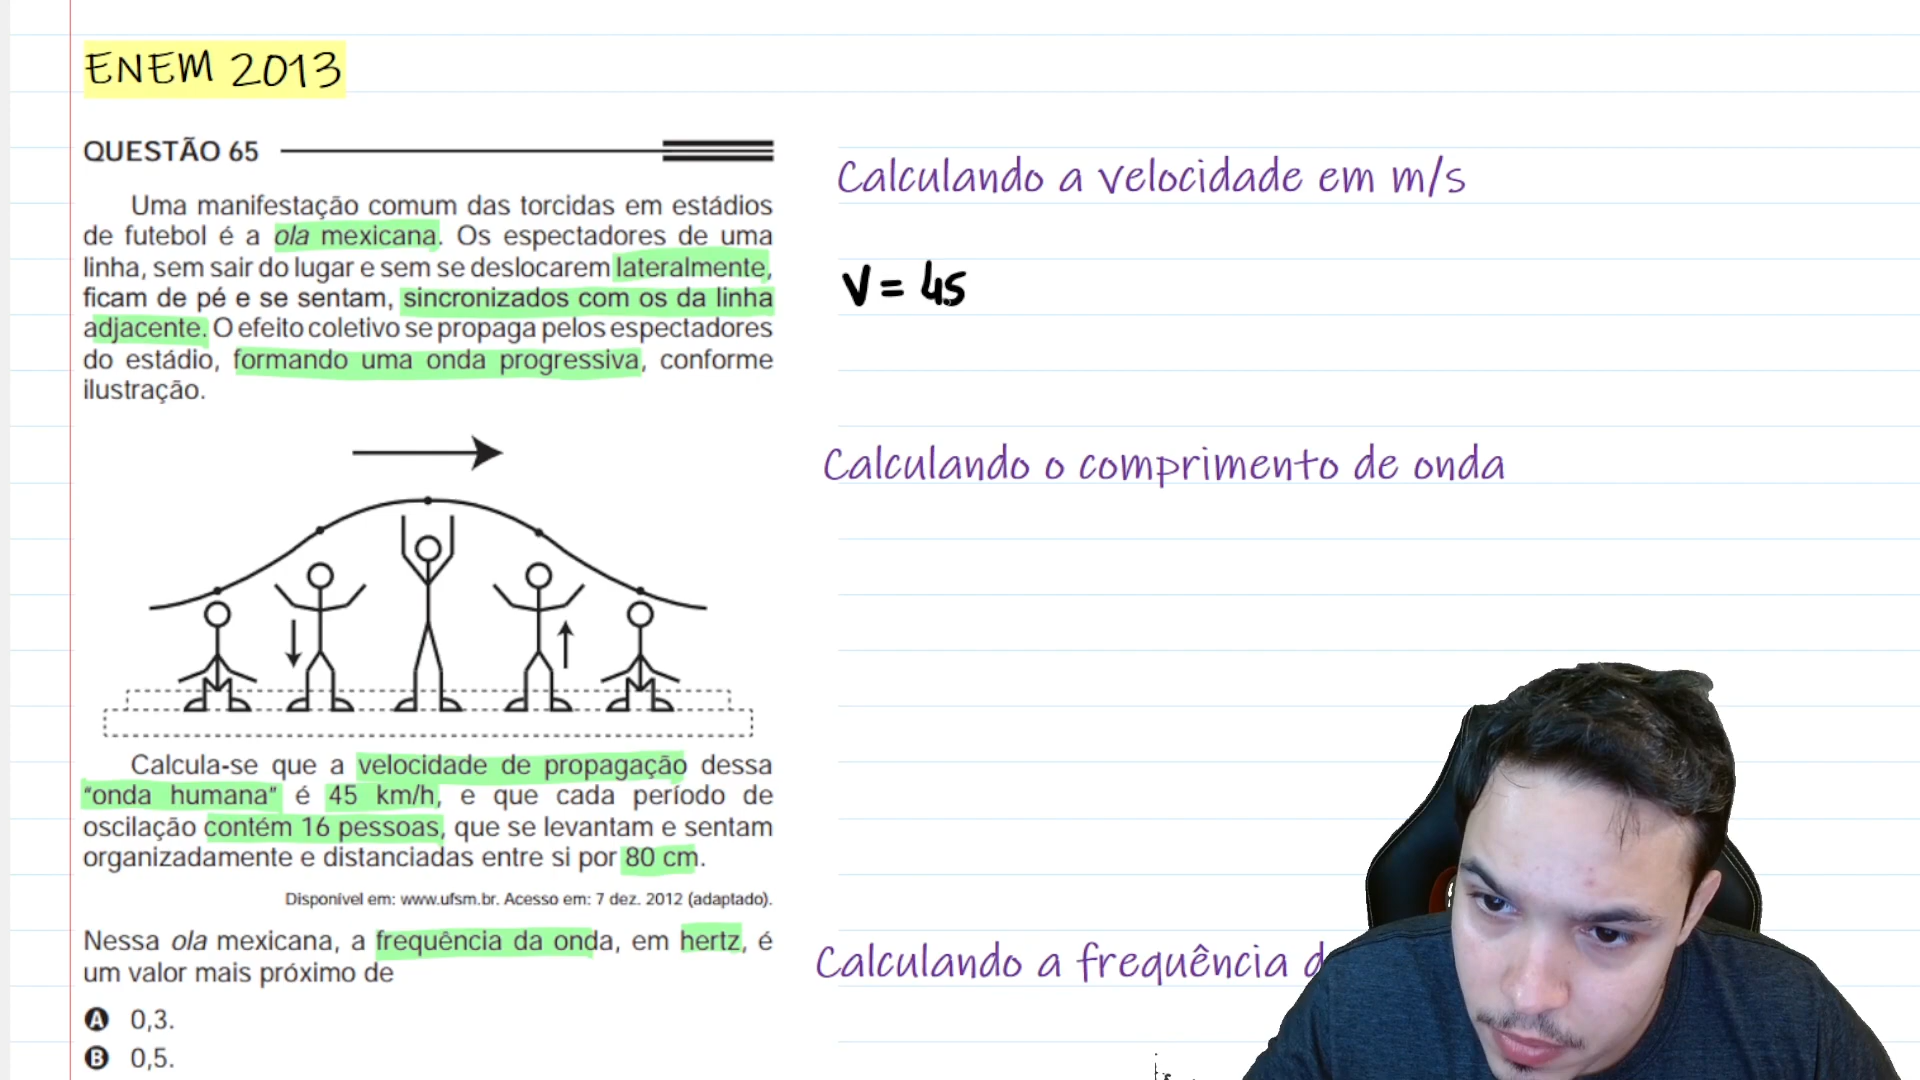 ENEM 2013
QUESTÃO 65
Uma manifestação comum das torcidas em estádios
de futebol é a ola mexicana. Os espectadores de uma
linha, sem sair do lugar e sem se deslocarem lateralmente,
ficam de pé e se sentam, sincronizados com os da linha
adjacente. O efeito coletivo se propaga pelos espectadores
do estádio, formando uma onda progressiva, conforme
ilustração.
Calcula-se que a velocidade de propagação dessa
"onda humana" é 45 km/h, e que cada período de
oscilação contém 16 pessoas, que se levantam e sentam
organizadamente e distanciadas entre si por 80 cm.
Disponível em: www.ufsm.br. Acesso em: 7 dez. 2012 (adaptado).
Nessa ola mexicana, a frequência da onda, em hertz, é
um valor mais próximo de
A 0,3.
B 0,5.
Calculando a velocidade em m/s
V = 45
Calculando o comprimento de onda
Calculando a frequência